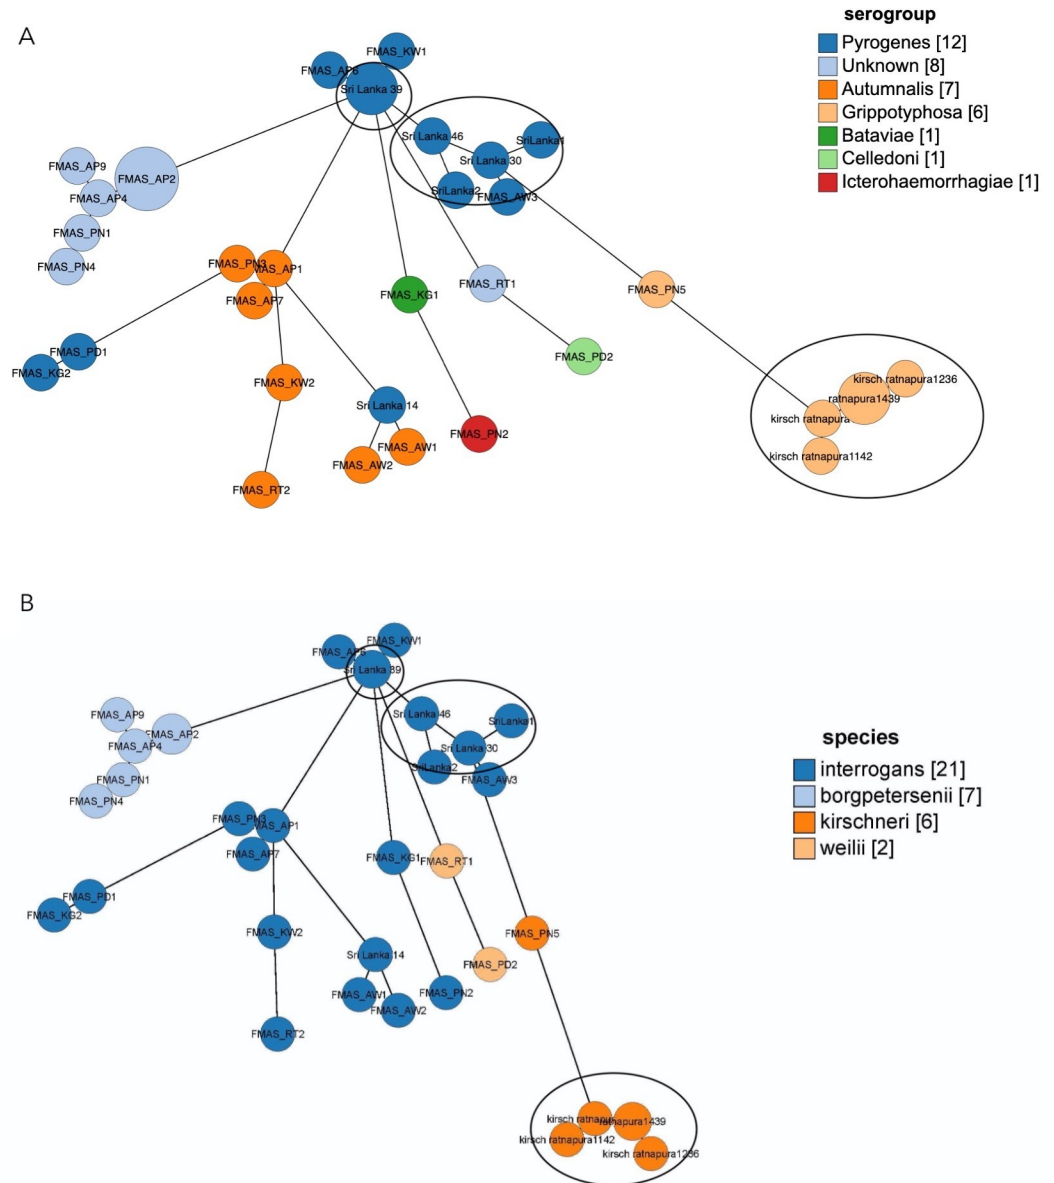 A
serogroup
Pyrogenes [12]
Unknown [8]
Autumnalis [7]
Grippotyphosa [6]
Bataviae [1]
Celledoni [1]
Icterohaemorrhagiae [1]
FMAS_KW1
FMAS_AP6
Sri Lanka 39
Sri Lanka 46
SriLanka1
Sri Lanka 30
SriLanka2
FMAS_AW3
FMAS_AP9
FMAS_AP2
FMAS_AP4
FMAS_PN1
FMAS_PN4
FMAS_PN3
MAS_AP1
FMAS_AP7
FMAS_KG1
FMAS_RT1
FMAS_PN5
FMAS_PD1
FMAS_KG2
FMAS_PD2
FMAS_KW2
Sri Lanka 14
FMAS_AW1
FMAS_AW2
FMAS_PN2
FMAS_RT2
kirsch ratnapura1236
ratnapura1439
kirsch ratnapura
kirsch ratnapura1142
B
species
interrogans [21]
borgpetersenii [7]
kirschneri [6]
weilii [2]
FMAS_KW1
FMAS_AP6
Sri Lanka 39
Sri Lanka 46
SriLanka1
Sri Lanka 30
SriLanka2
FMAS_AW3
FMAS_AP9
FMAS_AP2
FMAS_AP4
FMAS_PN1
FMAS_PN4
FMAS_PN3
MAS_AP1
FMAS_AP7
FMAS_KG1
FMAS_RT1
FMAS_PD1
FMAS_KG2
FMAS_KW2
FMAS_PN5
Sri Lanka 14
FMAS_PD2
FMAS_AW1
FMAS_AW2
FMAS_PN2
FMAS_RT2
kirsch ratnapur
ratnapura1439
kirsch ratnapura1142
kirsch ratnapura1236